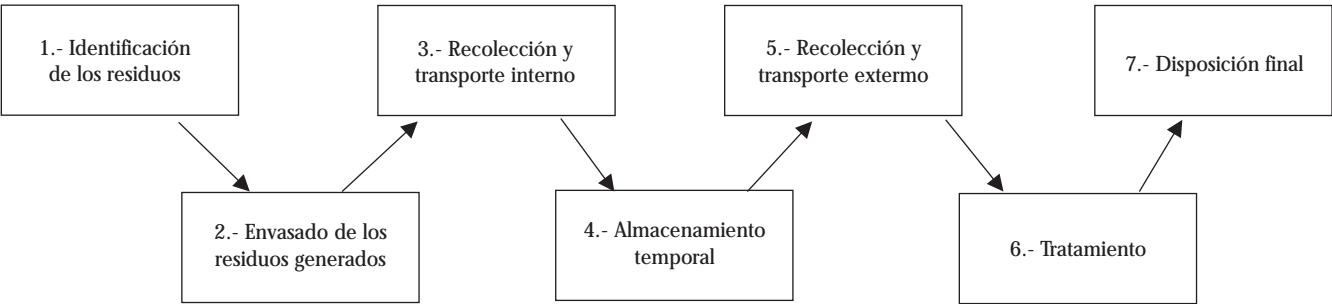 1.- Identificación
de los residuos
2.- Envasado de los
residuos generados
3.- Recolección y
transporte interno
4.- Almacenamiento
temporal
5.- Recolección y
transporte extermo
6.- Tratamiento
7.- Disposición final